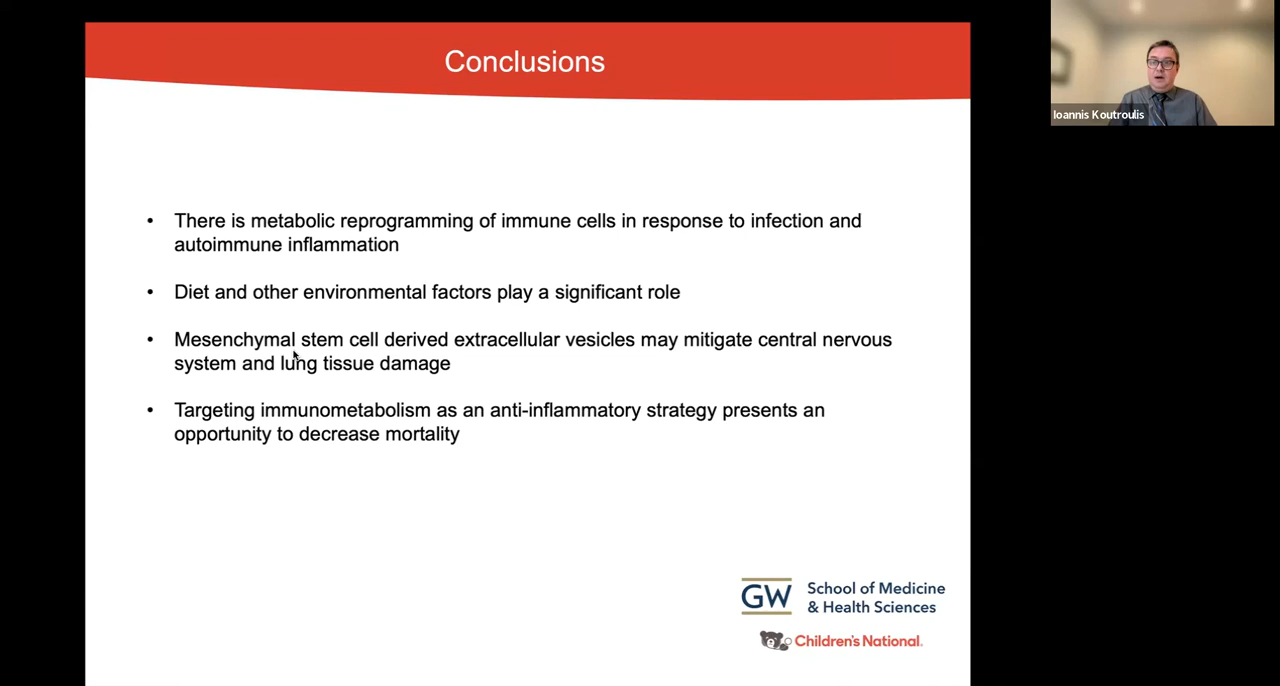 Conclusions
Ioannis Koutroulis
• There is metabolic reprogramming of immune cells in response to infection and
autoimmune inflammation
• Diet and other environmental factors play a significant role
• Mesenchymal stem cell derived extracellular vesicles may mitigate central nervous
system and lung tissue damage
• Targeting immunometabolism as an anti-inflammatory strategy presents an
opportunity to decrease mortality
GW School of Medicine
& Health Sciences
Children's National.